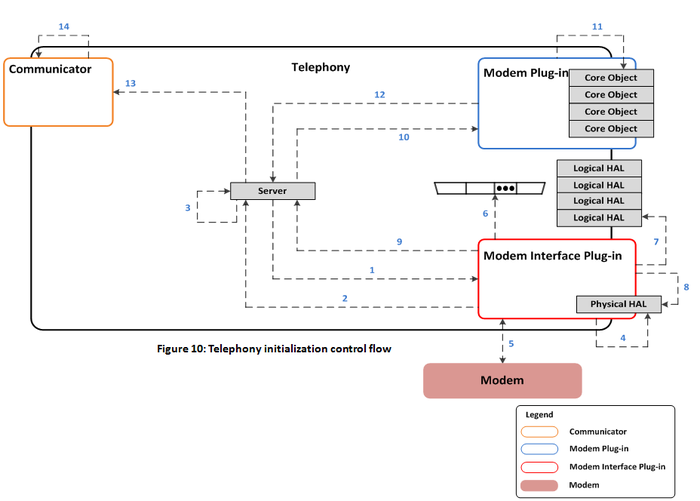 14
11
Communicator
Telephony
Modem Plug-in
Core Object
Core Object
Core Object
Core Object
13
12
10
Logical HAL
Logical HAL
Logical HAL
Logical HAL
Server
3
6
9
7
Modem Interface Plug-in
1
8
2
Physical HAL
4
5
Figure 10: Telephony initialization control flow
Modem
Legend
Communicator
Modem Plug-in
Modem Interface Plug-in
Modem